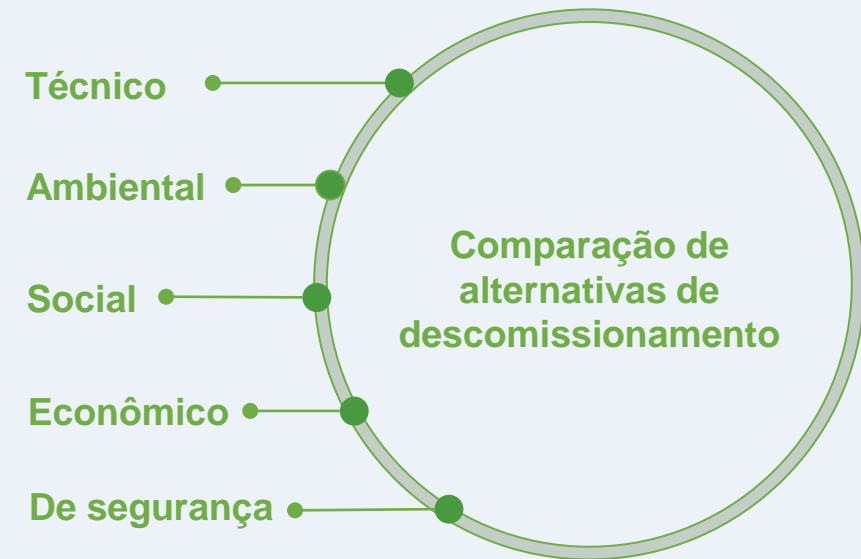 Técnico
Ambiental
Social
Econômico
De segurança
Comparação de
alternativas de
descomissionamento